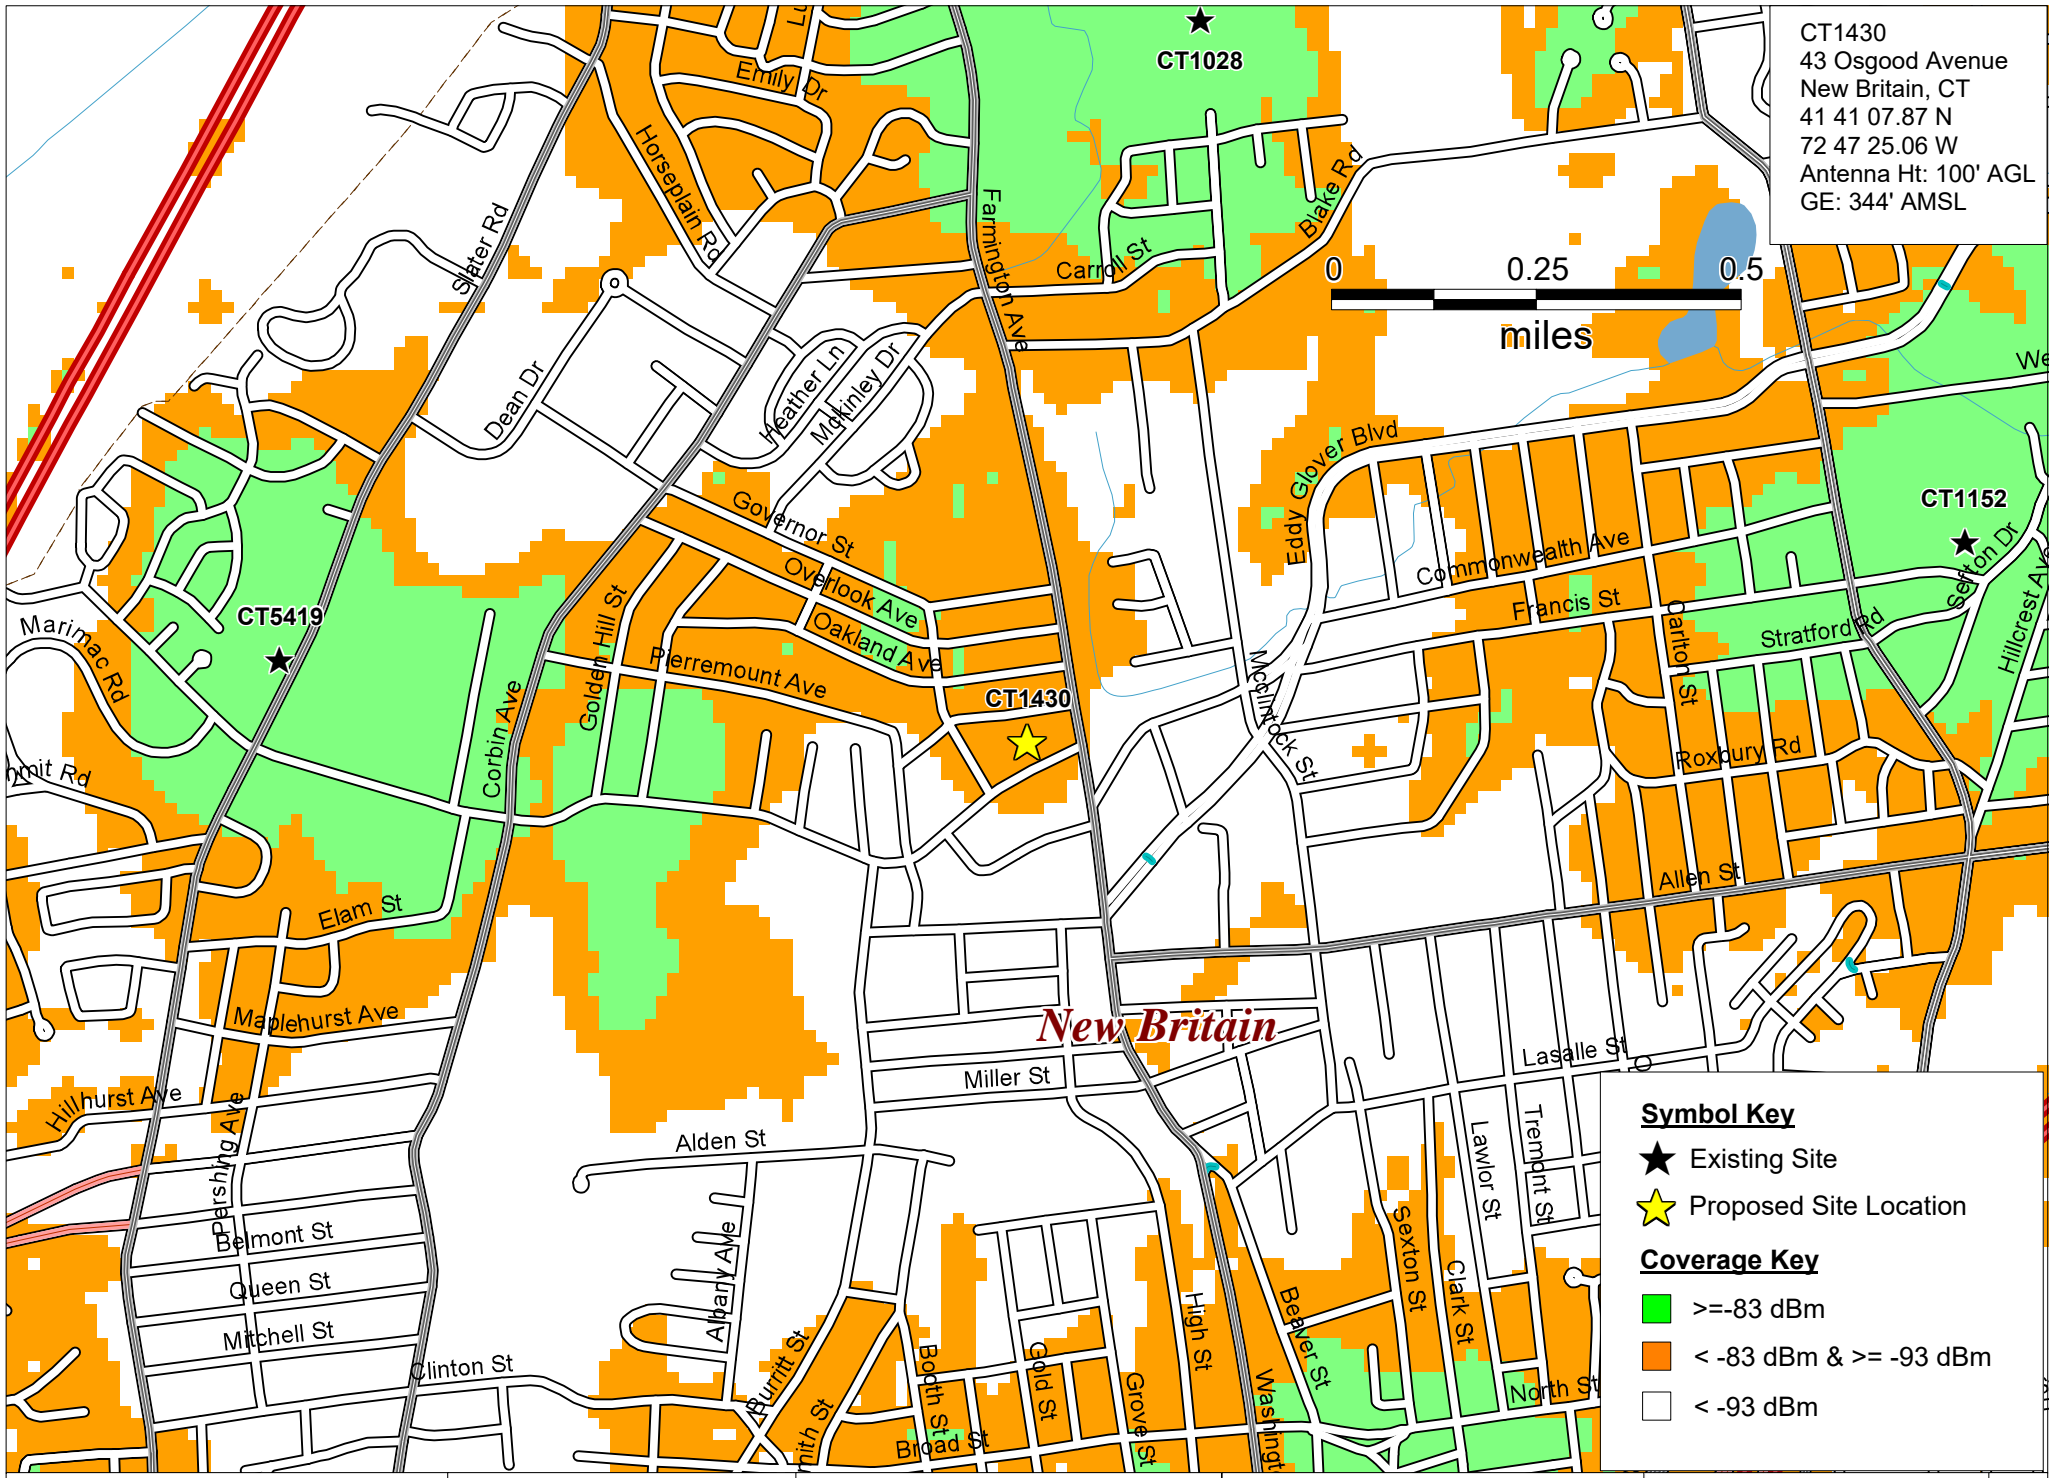 CT1430
43 Osgood Avenue
New Britain, CT
41 41 07.87 N
72 47 25.06 W
Antenna Ht: 100' AGL
GE: 344' AMSL
CT1028
Emily Dr
Horseplain Rd
Slater Rd
Farmington Ave
Carroll St
Blake Rd
0 0.25 0.5
miles
Dean Dr
Heather Ln
Mckinley Dr
Eddy Glover Blvd
CT1152
Governor St
Overlook Ave
Oakland Ave
Commonwealth Ave
Francis St
Sefton Dr
Hillcrest Ave
Stratford Rd
Carlton St
CT5419
Marimac Rd
Golden Hill St
Pierremount Ave
Corbin Ave
CT1430
Mcclintock St
Roxbury Rd
Allen St
Elam St
Maplehurst Ave
New Britain
Miller St
Lasalle St
Hillhurst Ave
Pershing Ave
Alden St
Lawlor St
Tremont St
Belmont St
Queen St
Mitchell St
Clinton St
Albany Ave
Burritt St
Booth St
Gold St
Grove St
High St
Beaver St
Sexton St
Clark St
North St
Broad St
Symbol Key
Existing Site
Proposed Site Location
Coverage Key
>=-83 dBm
< -83 dBm & >= -93 dBm
< -93 dBm